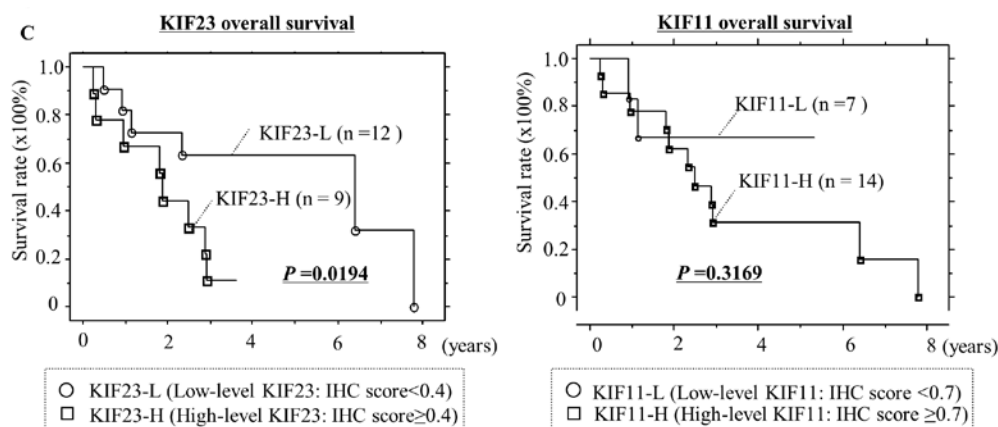 C
KIF23 overall survival
Survival rate (x100%)
1.0
0.8
0.6
0.4
0.2
0
KIF23-L (n =12 )
KIF23-H (n = 9)
P =0.0194
0 2 4 6 8 (years)
KIF23-L (Low-level KIF23: IHC score<0.4)
KIF23-H (High-level KIF23: IHC score≥0.4)
KIF11 overall survival
Survival rate (x100%)
1.0
0.8
0.6
0.4
0.2
0
KIF11-L (n =7 )
KIF11-H (n = 14)
P =0.3169
0 2 4 6 8 (years)
KIF11-L (Low-level KIF11: IHC score <0.7)
KIF11-H (High-level KIF11: IHC score ≥0.7)